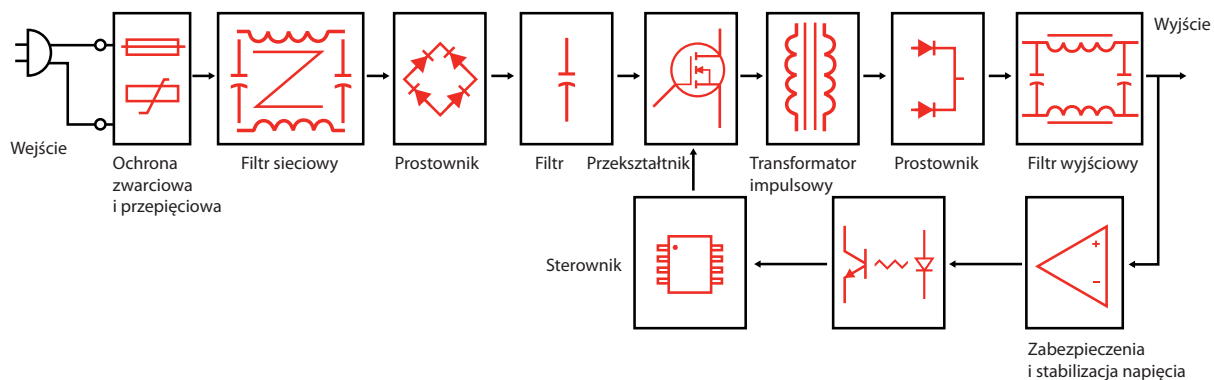 Wyjście
Wejście
Ochrona
zwarciowa
i przepięciowa
Filtr sieciowy
Prostownik
Filtr
Przekształtnik
Transformator
impulsowy
Prostownik
Filtr wyjściowy
Sterownik
+
−
Zabezpieczenia
i stabilizacja napięcia